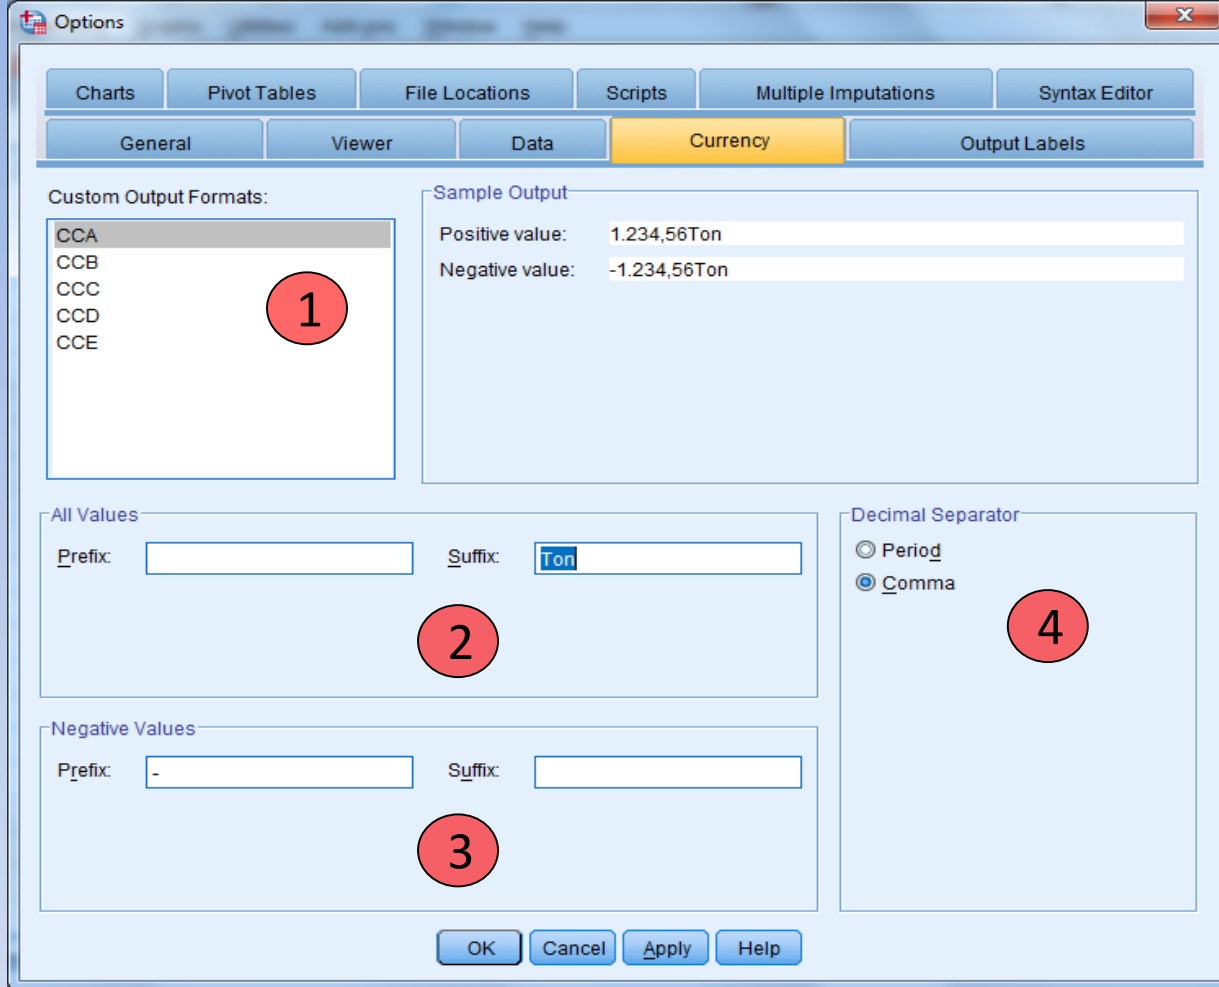 Options
Charts Pivot Tables File Locations Scripts Multiple Imputations Syntax Editor
General Viewer Data Currency Output Labels
Custom Output Formats:
CCA
CCB
CCC
CCD
CCE
1
Sample Output
Positive value: 1.234,56Ton
Negative value: -1.234,56Ton
All Values
Prefix: Suffix: Ton
2
Negative Values
Prefix: - Suffix:
3
Decimal Separator
Period
Comma
4
OK Cancel Apply Help